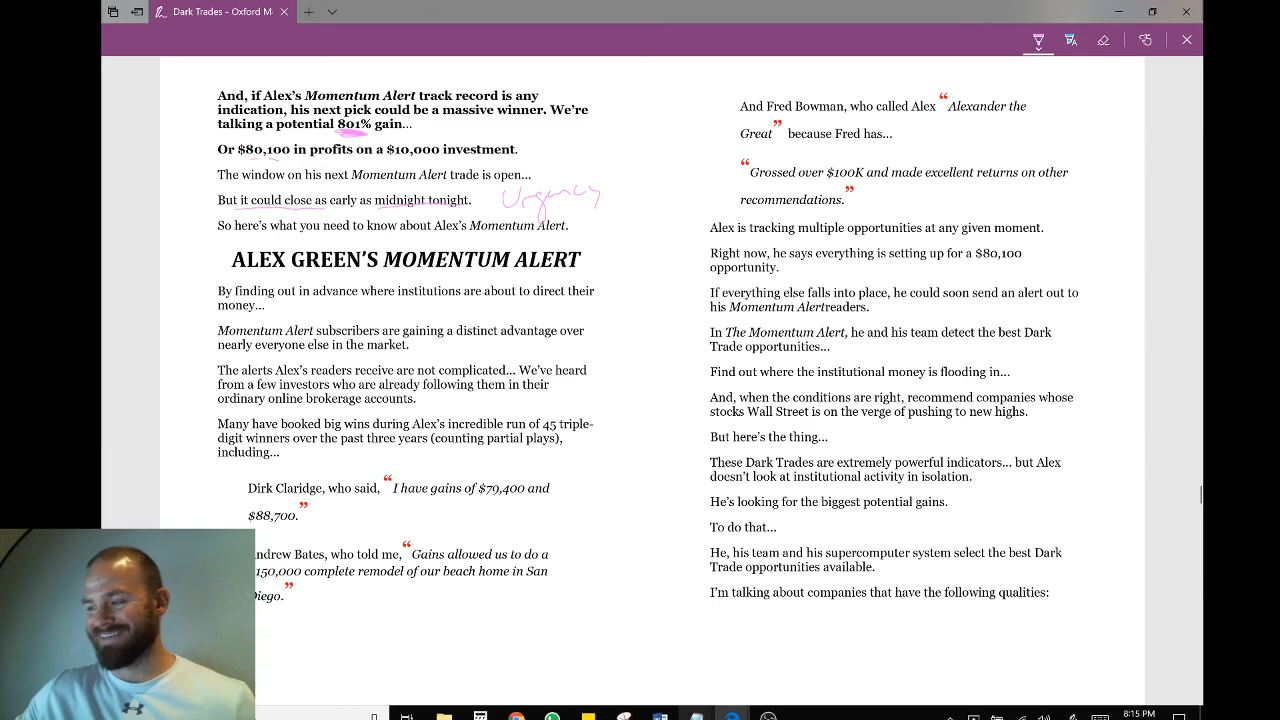 Dark Trades - Oxford M
And, if Alex's Momentum Alert track record is any
indication, his next pick could be a massive winner. We're
talking a potential 801% gain...
Or $80,100 in profits on a $10,000 investment.
The window on his next Momentum Alert trade is open...
But it could close as early as midnight tonight.
Urgency
So here's what you need to know about Alex's Momentum Alert.
ALEX GREEN'S MOMENTUM ALERT
By finding out in advance where institutions are about to direct their
money...
Momentum Alert subscribers are gaining a distinct advantage over
nearly everyone else in the market.
The alerts Alex's readers receive are not complicated... We've heard
from a few investors who are already following them in their
ordinary online brokerage accounts.
Many have booked big wins during Alex's incredible run of 45 triple-
digit winners over the past three years (counting partial plays),
including...
Dirk Claridge, who said, "I have gains of $79,400 and
$88,700."
ndrew Bates, who told me, "Gains allowed us to do a
150,000 complete remodel of our beach home in San
Diego."
And Fred Bowman, who called Alex "Alexander the
Great" because Fred has...
"Grossed over $100K and made excellent returns on other
recommendations."
Alex is tracking multiple opportunities at any given moment.
Right now, he says everything is setting up for a $80,100
opportunity.
If everything else falls into place, he could soon send an alert out to
his Momentum Alertreaders.
In The Momentum Alert, he and his team detect the best Dark
Trade opportunities...
Find out where the institutional money is flooding in...
And, when the conditions are right, recommend companies whose
stocks Wall Street is on the verge of pushing to new highs.
But here's the thing...
These Dark Trades are extremely powerful indicators... but Alex
doesn't look at institutional activity in isolation.
He's looking for the biggest potential gains.
To do that...
He, his team and his supercomputer system select the best Dark
Trade opportunities available.
I'm talking about companies that have the following qualities:
8:15 PM